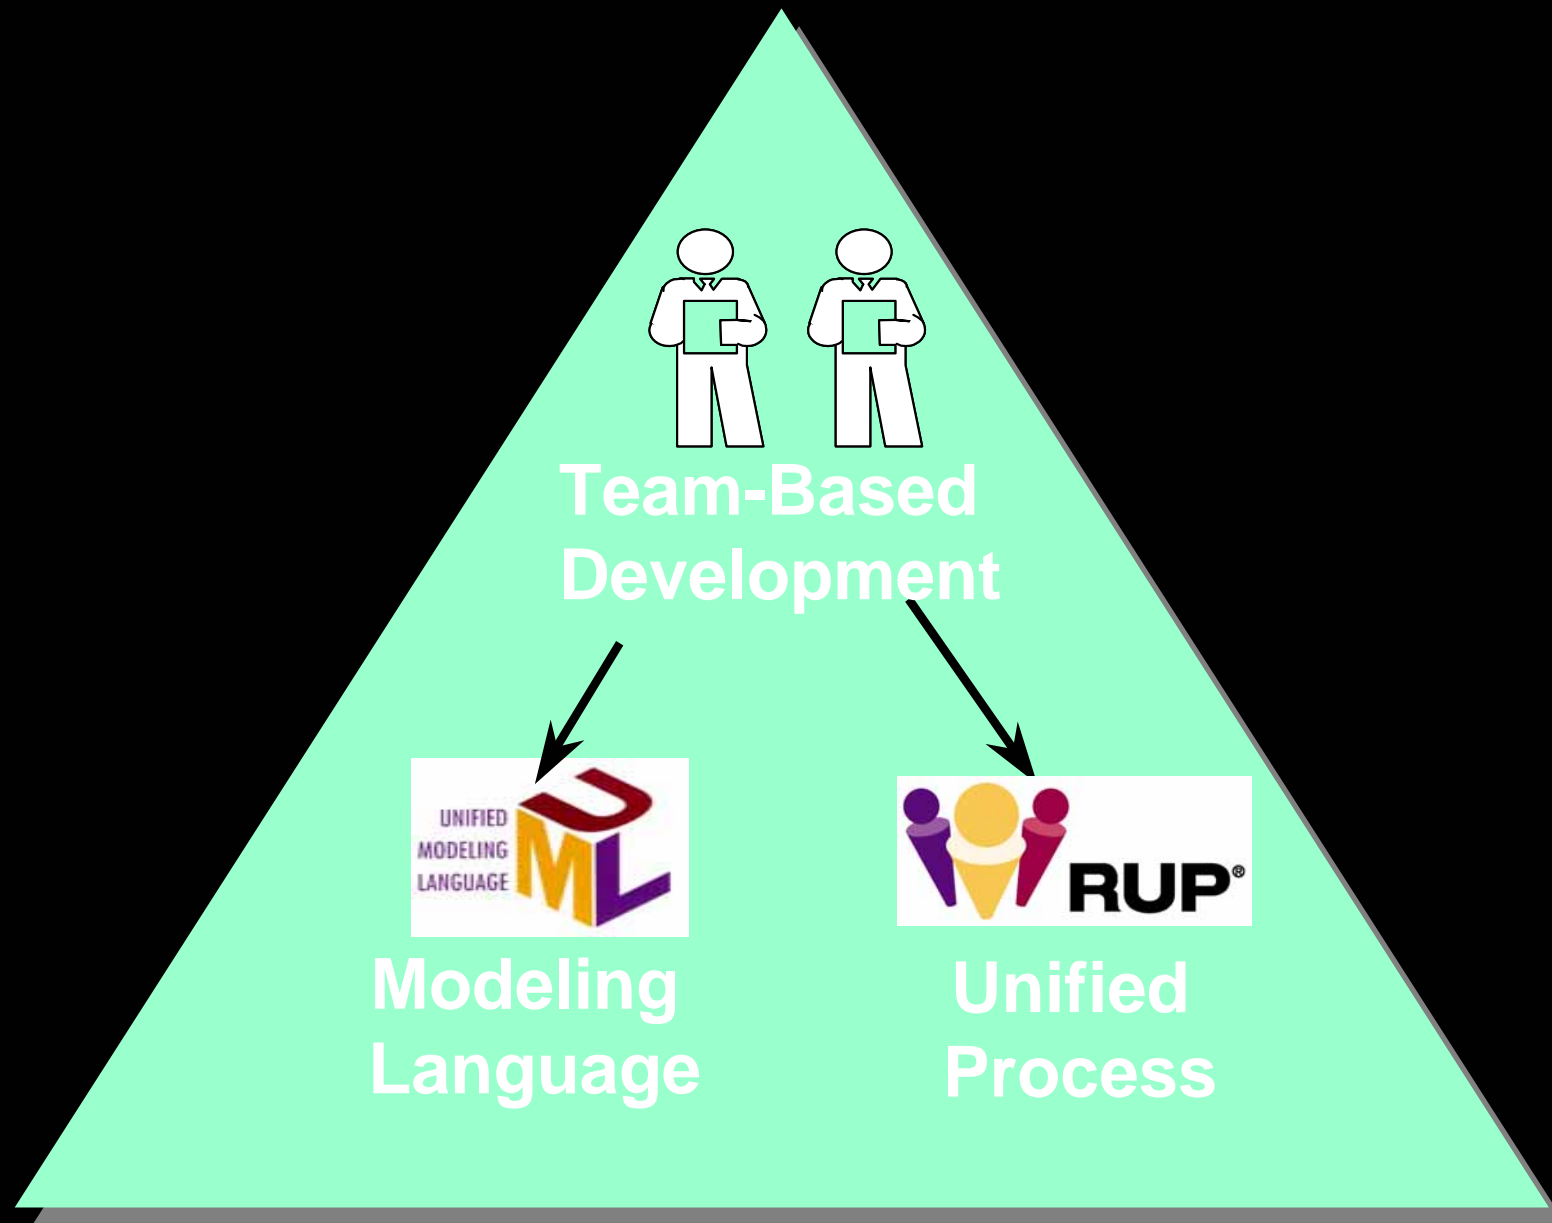 Team-Based
Development
UNIFIED
MODELING
LANGUAGE
UML
RUP®
Modeling
Language
Unified
Process